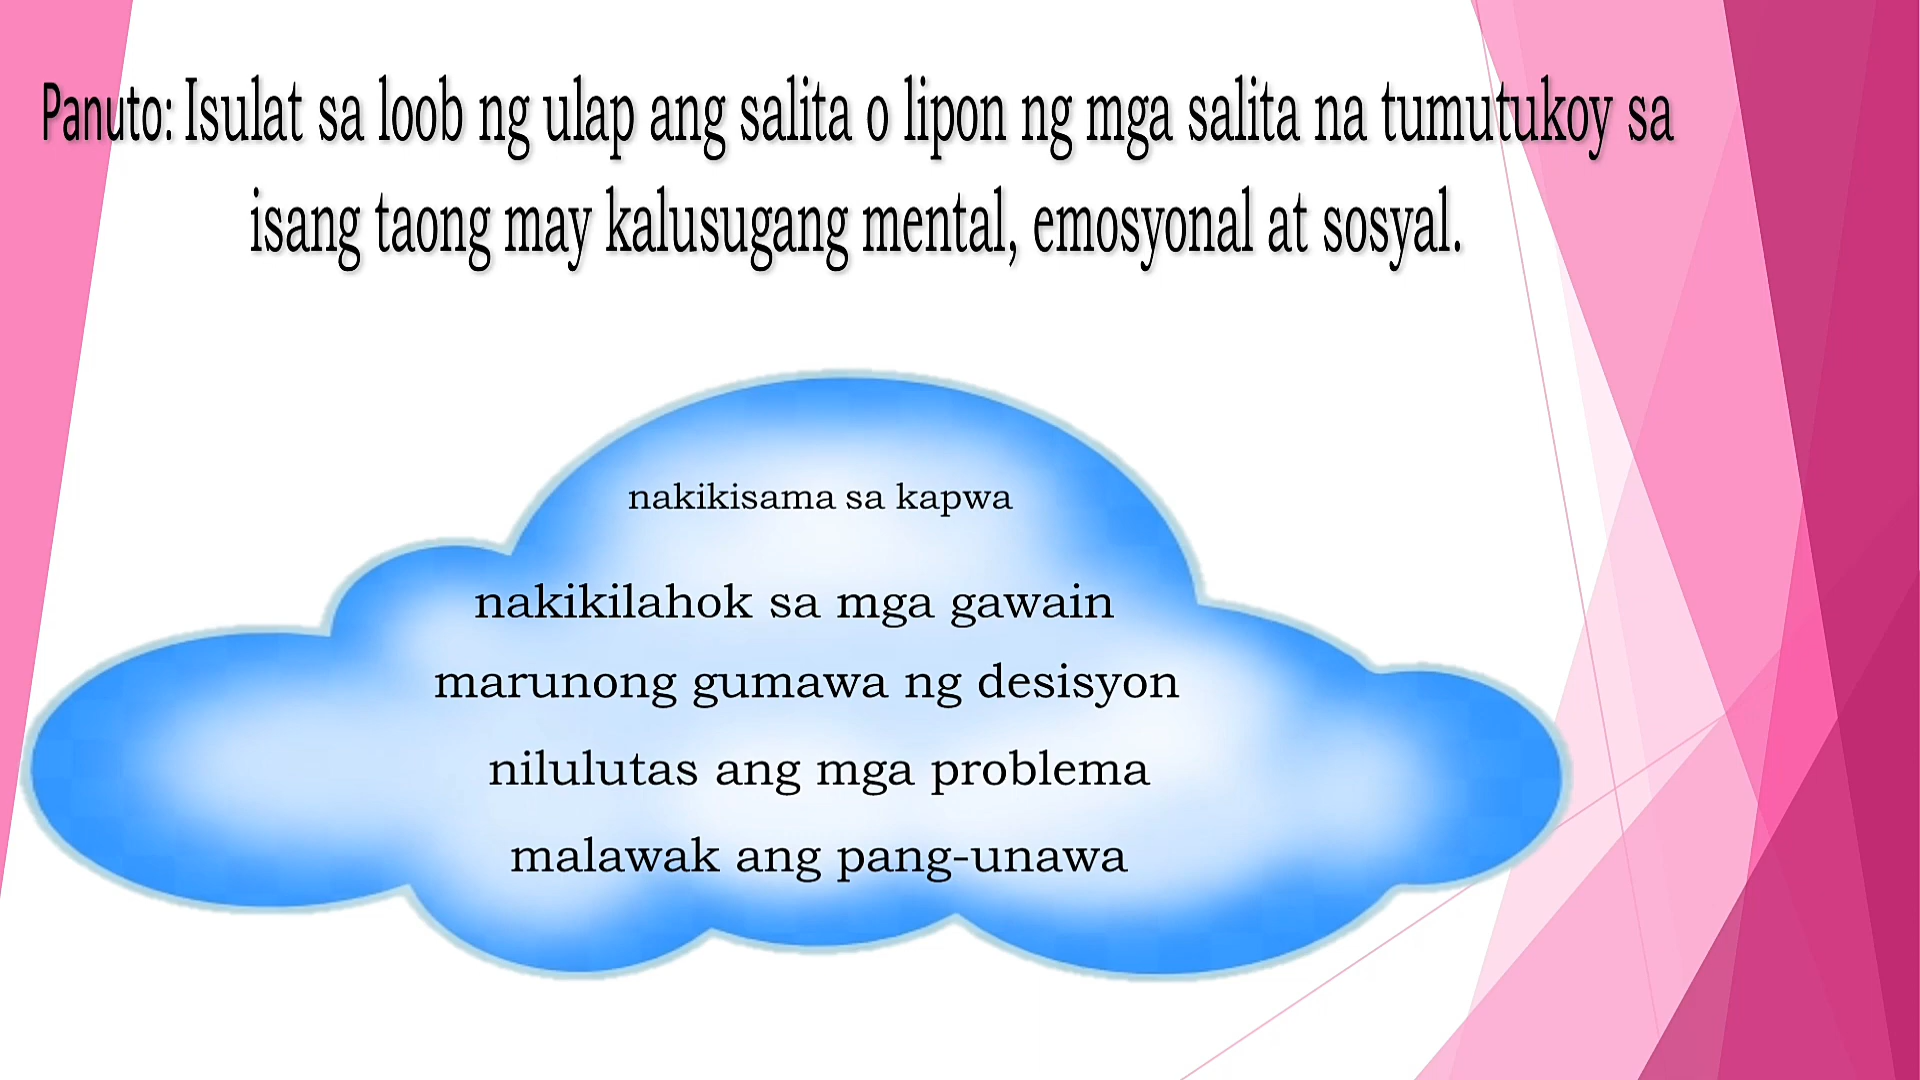 Panuto: Isulat sa loob ng ulap ang salita o lipon ng mga salita na tumutukoy sa
isang taong may kalusugang mental, emosyonal at sosyal.
nakikisama sa kapwa
nakikilahok sa mga gawain
marunong gumawa ng desisyon
nilulutas ang mga problema
malawak ang pang-unawa